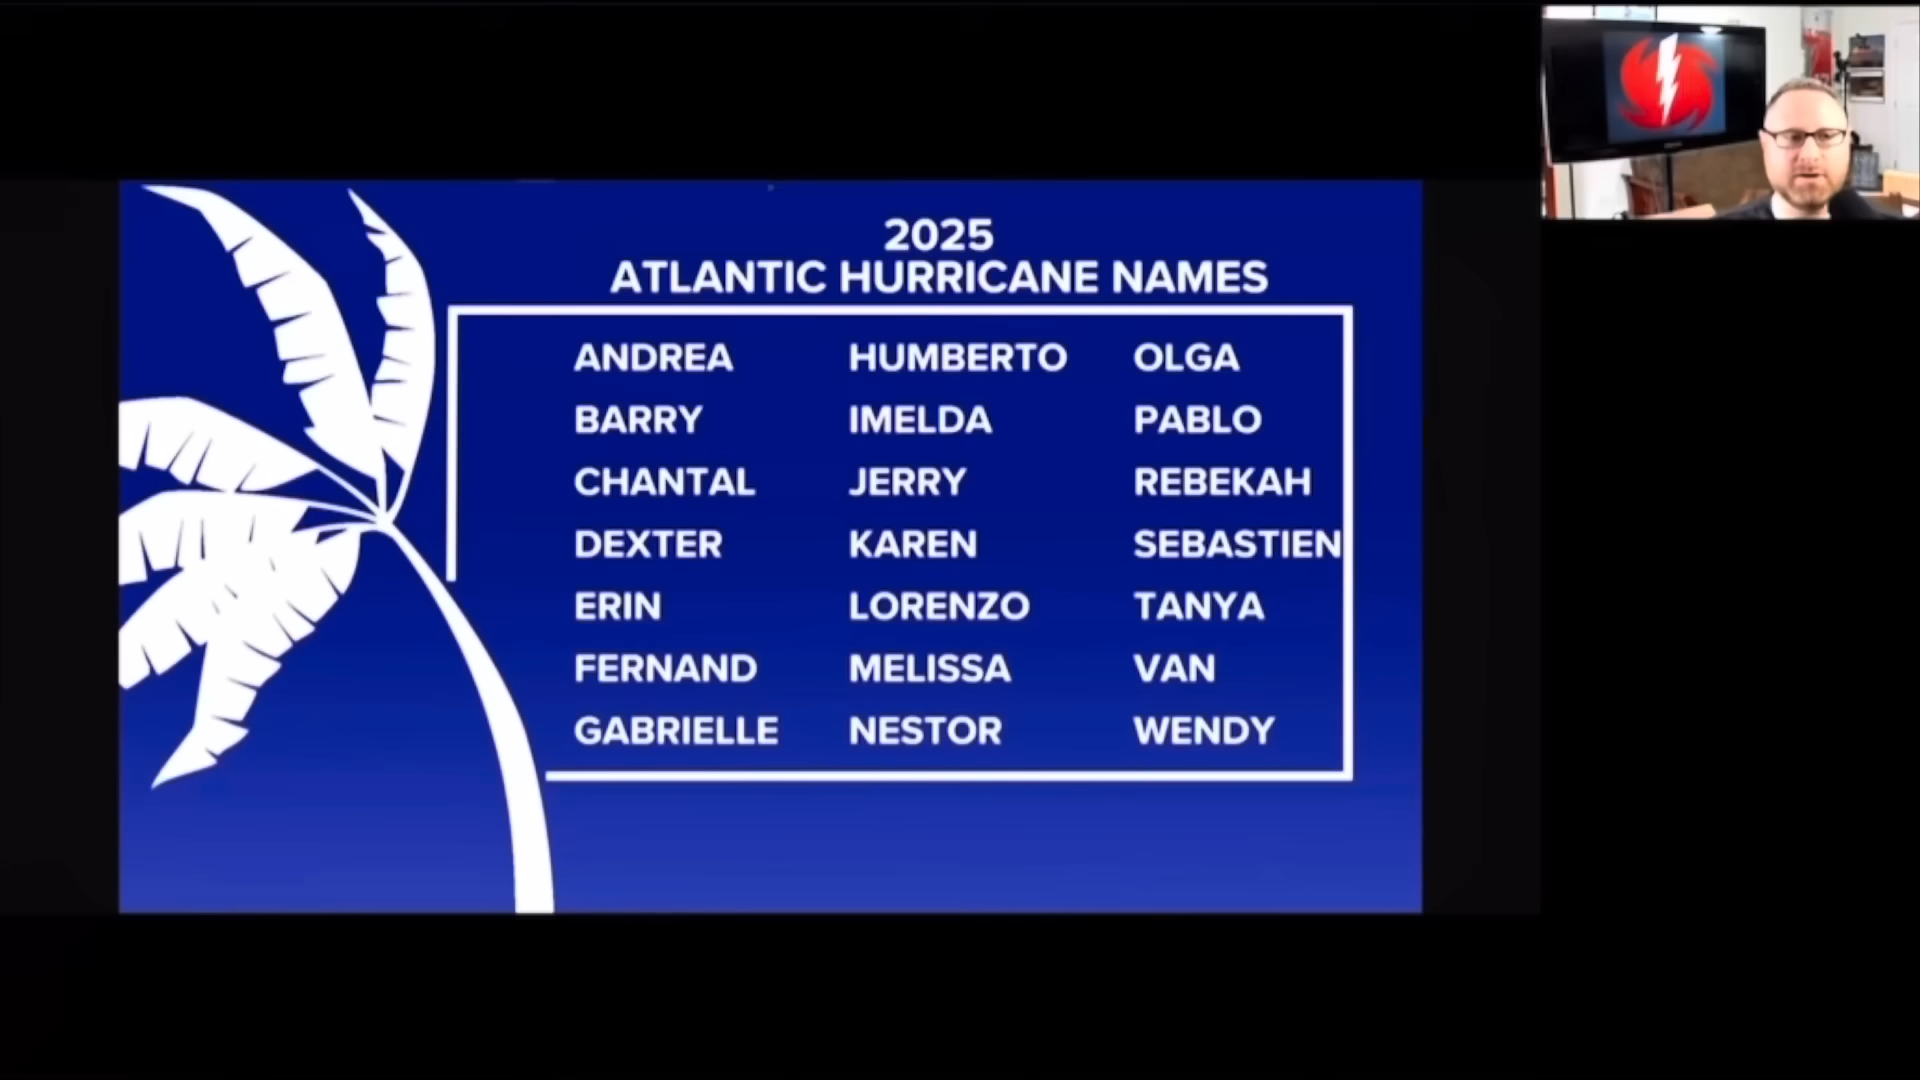 2025
ATLANTIC HURRICANE NAMES
ANDREA
BARRY
CHANTAL
DEXTER
ERIN
FERNAND
GABRIELLE
HUMBERTO
IMELDA
JERRY
KAREN
LORENZO
MELISSA
NESTOR
OLGA
PABLO
REBEKAH
SEBASTIEN
TANYA
VAN
WENDY